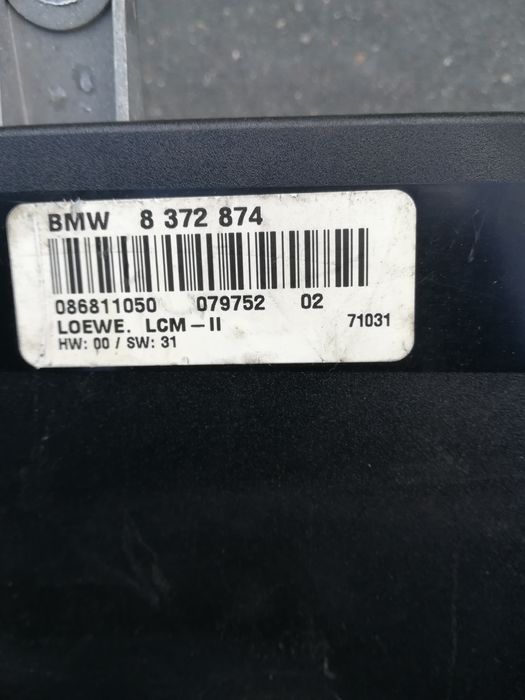 BMW 8 372 874
086811050 079752 02
LOEWE. LCM-II 71031
HW: 00 / SW: 31